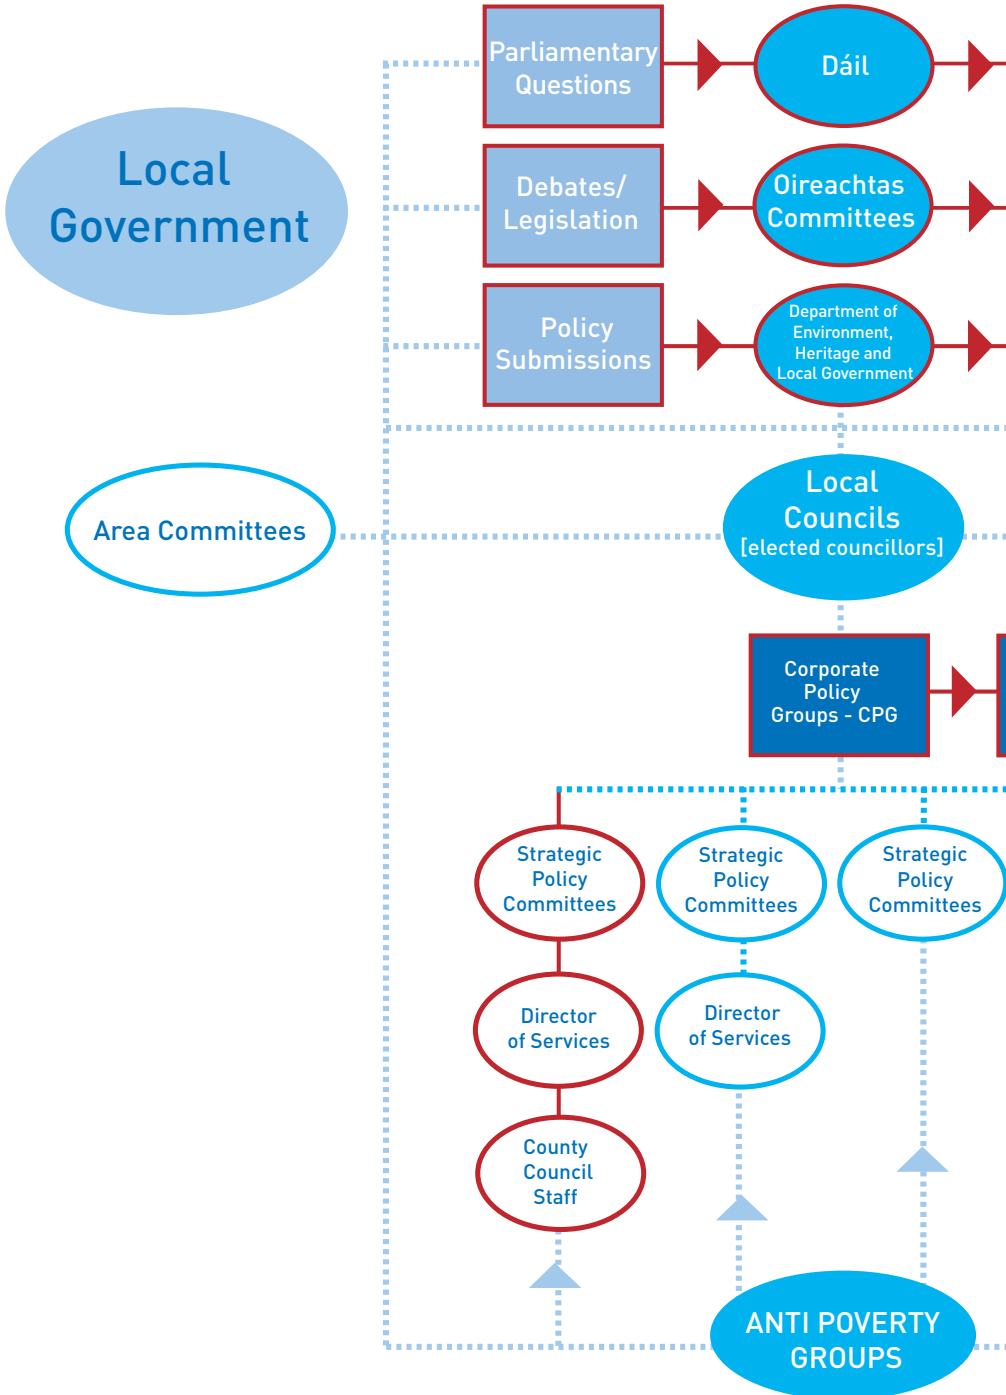 Local
Government
Parliamentary
Questions
Dáil
Debates/
Legislation
Oireachtas
Committees
Policy
Submissions
Department of
Environment,
Heritage and
Local Government
Area Committees
Local
Councils
[elected councillors]
Corporate
Policy
Groups - CPG
Strategic
Policy
Committees
Strategic
Policy
Committees
Strategic
Policy
Committees
Director
of Services
Director
of Services
County
Council
Staff
ANTI POVERTY
GROUPS